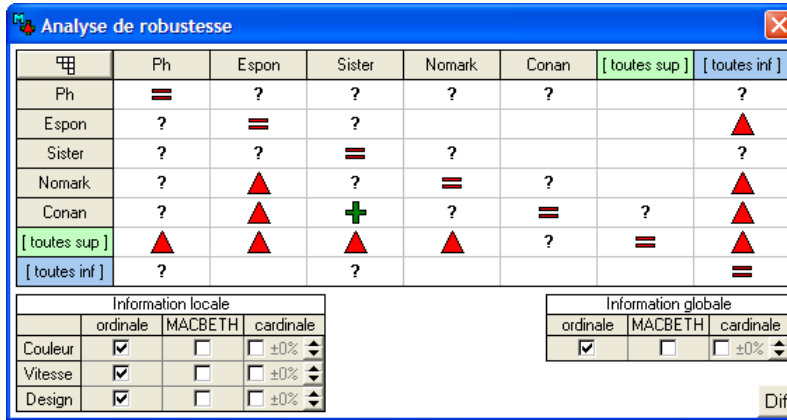 Analyse de robustesse
Ph Espon Sister Nomark Conan [ toutes sup ] [ toutes inf ]
Ph = ? ? ? ? ?
Espon ? = ?
Sister ? ? = ? ?
Nomark ? ? = ?
Conan ? + ? = ?
[ toutes sup ] ? =
[ toutes inf ] ? ? =
Information locale
ordinale MACBETH cardinale
Couleur ±0%
Vitesse ±0%
Design ±0%
Information globale
ordinale MACBETH cardinale
±0%
Dif